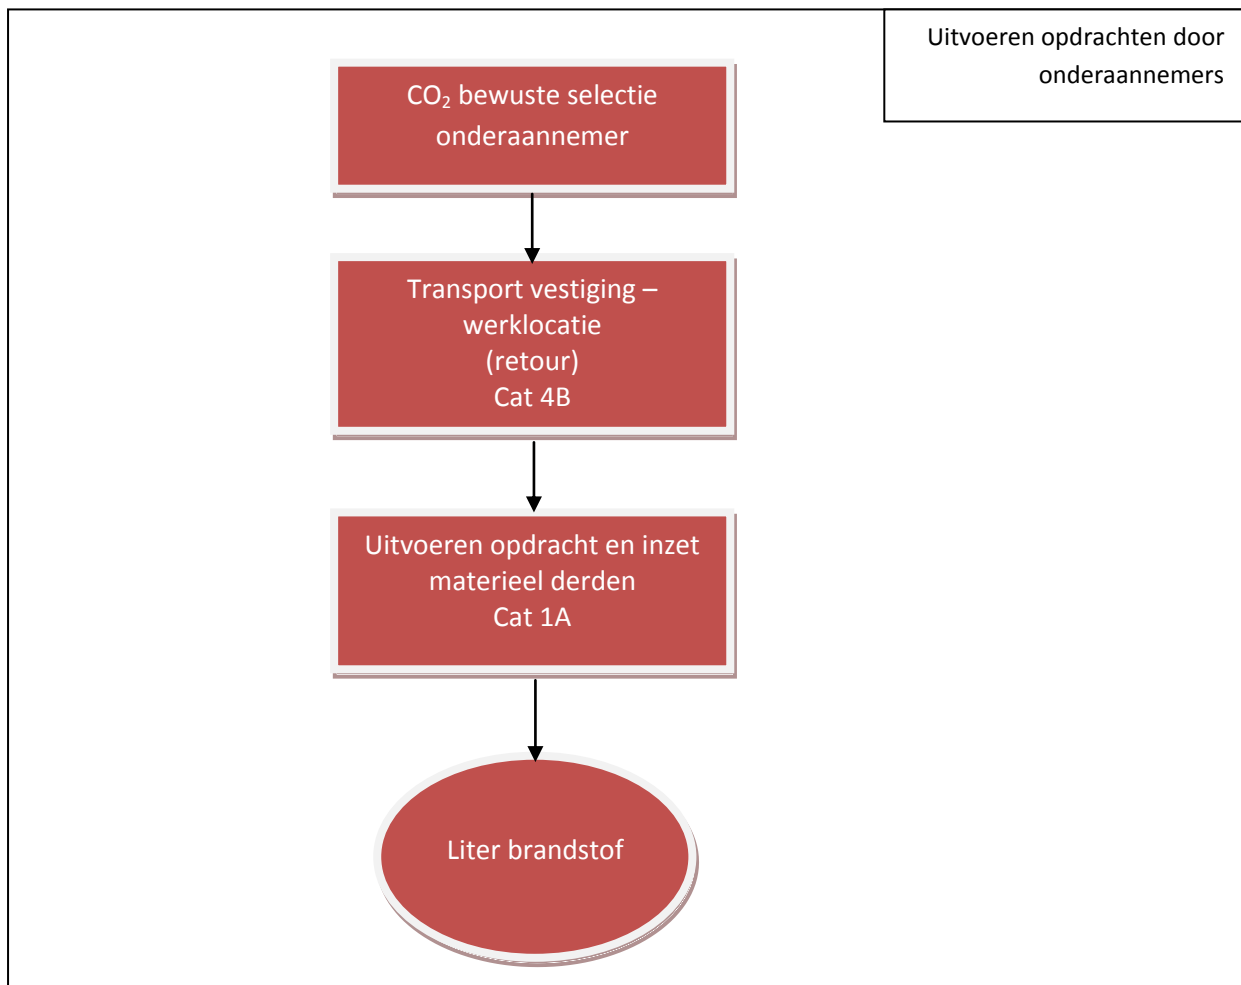 Uitvoeren opdrachten door
onderaannemers
CO₂ bewuste selectie
onderaannemer
Transport vestiging –
werklocatie
(retour)
Cat 4B
Uitvoeren opdracht en inzet
materieel derden
Cat 1A
Liter brandstof